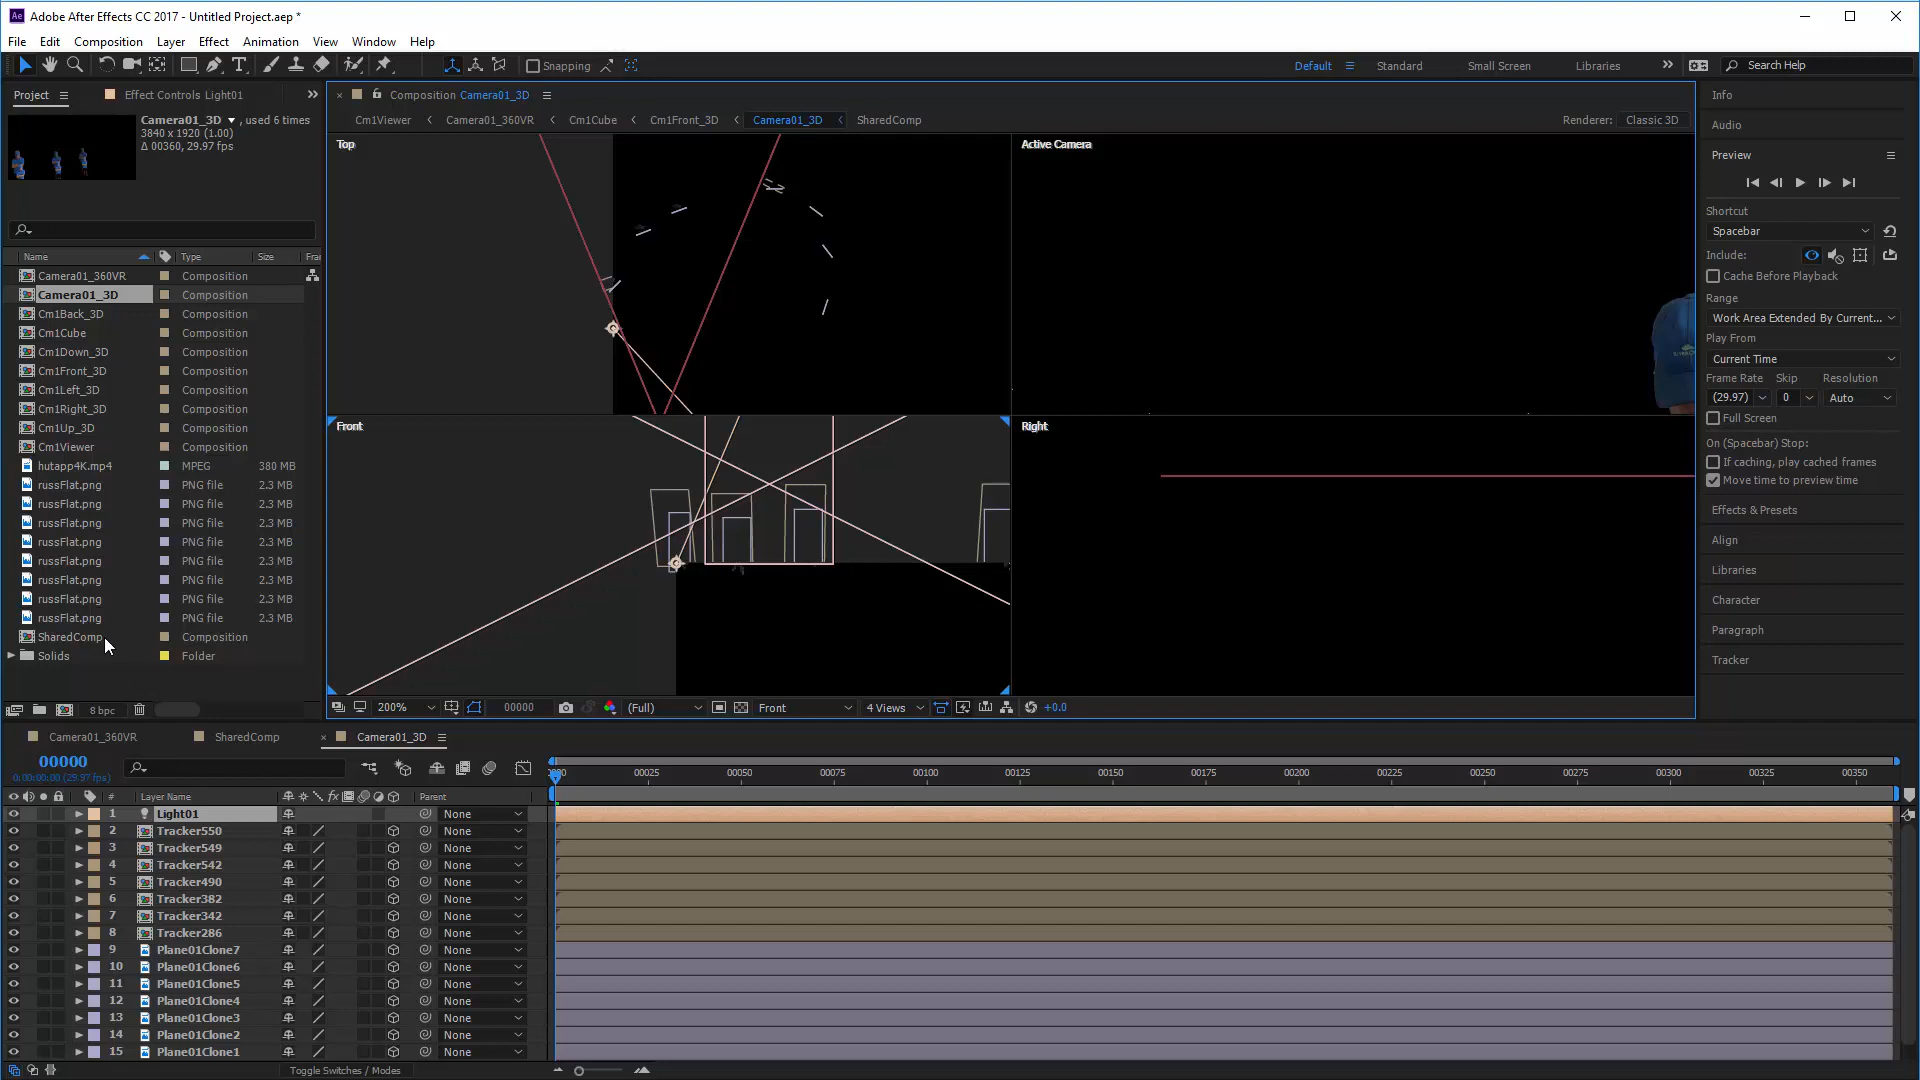 Adobe After Effects CC 2017 - Untitled Project.aep *
File Edit Composition Layer Effect Animation View Window Help
Snapping Default Standard Small Screen Libraries Search Help
Project Effect Controls Light01
Camera01_3D , used 6 times
3840 x 1920 (1.00)
Δ 00360, 29.97 fps
Name Type Size Fra
Camera01_360VR Composition
Camera01_3D Composition
Cm1Back_3D Composition
Cm1Cube Composition
Cm1Down_3D Composition
Cm1Front_3D Composition
Cm1Left_3D Composition
Cm1Right_3D Composition
Cm1Up_3D Composition
Cm1Viewer Composition
hutapp4K.mp4 MPEG 380 MB
russFlat.png PNG file 2.3 MB
russFlat.png PNG file 2.3 MB
russFlat.png PNG file 2.3 MB
russFlat.png PNG file 2.3 MB
russFlat.png PNG file 2.3 MB
russFlat.png PNG file 2.3 MB
russFlat.png PNG file 2.3 MB
russFlat.png PNG file 2.3 MB
SharedComp Composition
Solids Folder
8 bpc
Composition Camera01_3D
Cm1Viewer Camera01_360VR Cm1Cube Cm1Front_3D Camera01_3D SharedComp Renderer: Classic 3D
Top
Active Camera
Front
Right
200% 00000 (Full) Front 4 Views +0.0
Info
Audio
Preview
Shortcut
Spacebar
Include:
Cache Before Playback
Range
Work Area Extended By Current...
Play From
Current Time
Frame Rate Skip Resolution
(29.97) 0 Auto
Full Screen
On (Spacebar) Stop:
If caching, play cached frames
Move time to preview time
Effects & Presets
Align
Libraries
Character
Paragraph
Tracker
Camera01_360VR SharedComp Camera01_3D
00000
0:00:00:00 (29.97 fps)
00025 00050 00075 00100 00125 00150 00175 00200 00225 00250 00275 00300 00325 00350
# Layer Name fx Parent
1 Light01 None
2 Tracker550 None
3 Tracker549 None
4 Tracker542 None
5 Tracker490 None
6 Tracker382 None
7 Tracker342 None
8 Tracker286 None
9 Plane01Clone7 None
10 Plane01Clone6 None
11 Plane01Clone5 None
12 Plane01Clone4 None
13 Plane01Clone3 None
14 Plane01Clone2 None
15 Plane01Clone1 None
Toggle Switches / Modes